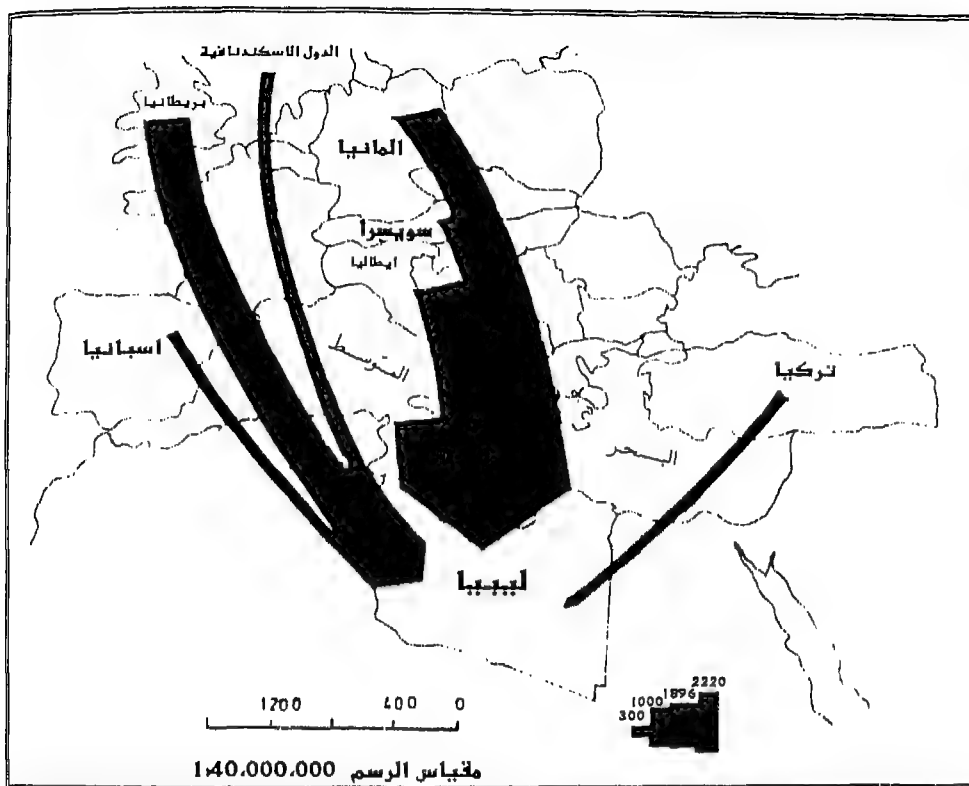 الدول الاسكندنافية
بريطانيا
المانيا
سويسرا
ايطاليا
اسبانيا
المتوسط
تركيا
البحر
ليبيا
2220
1896
1000
300
1200 400 0
مقياس الرسم 1:40.000.000